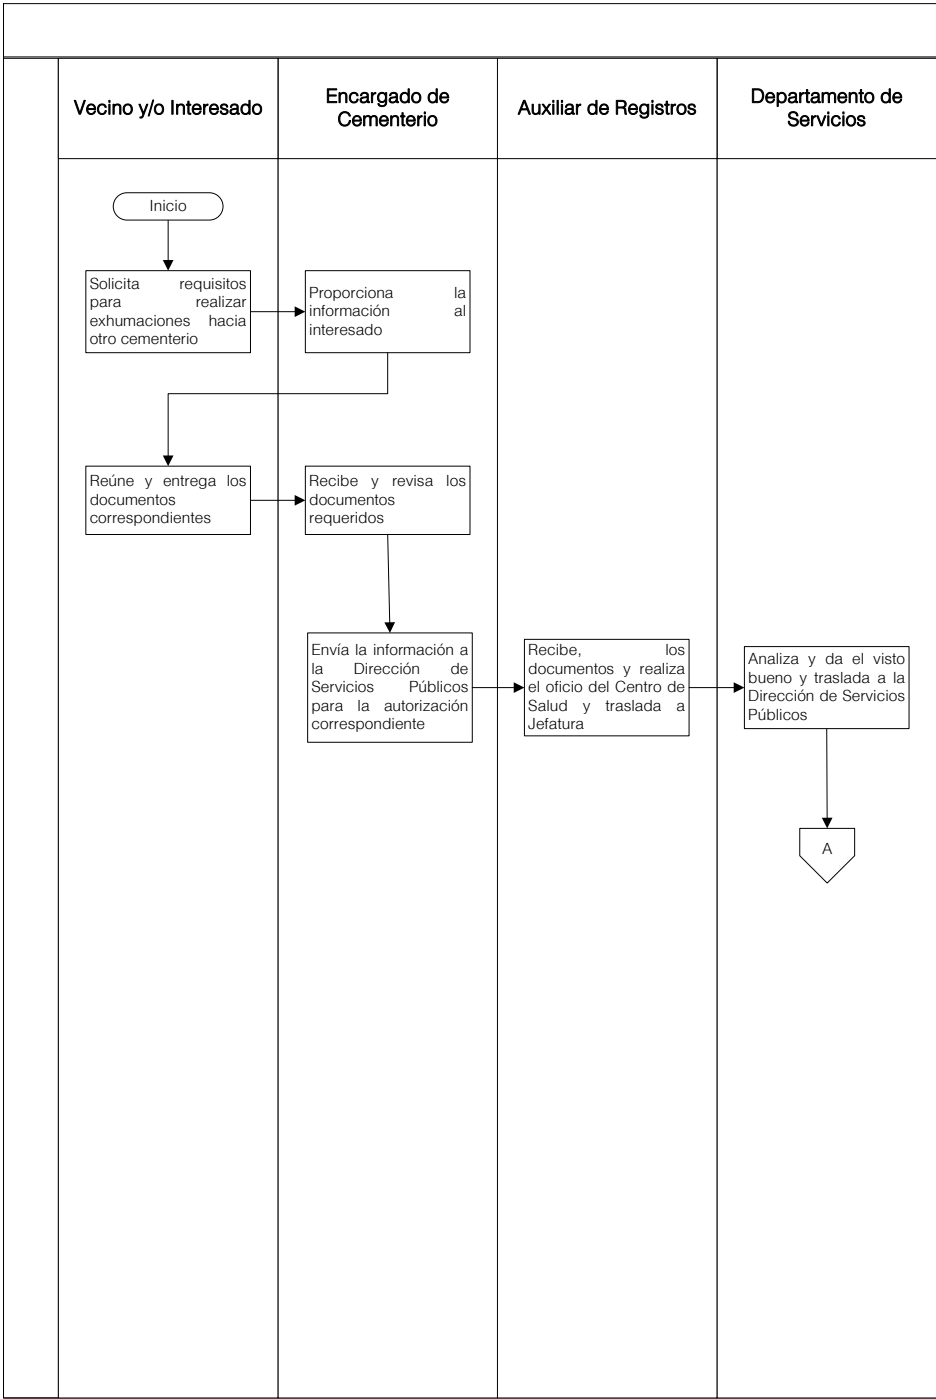 Vecino y/o Interesado
Encargado de
Cementerio
Auxiliar de Registros
Departamento de
Servicios
Inicio
Solicita requisitos
para realizar
exhumaciones hacia
otro cementerio
Proporciona la
información al
interesado
Reúne y entrega los
documentos
correspondientes
Recibe y revisa los
documentos
requeridos
Envía la información a
la Dirección de
Servicios Públicos
para la autorización
correspondiente
Recibe, los
documentos y realiza
el oficio del Centro de
Salud y traslada a
Jefatura
Analiza y da el visto
bueno y traslada a la
Dirección de Servicios
Públicos
A